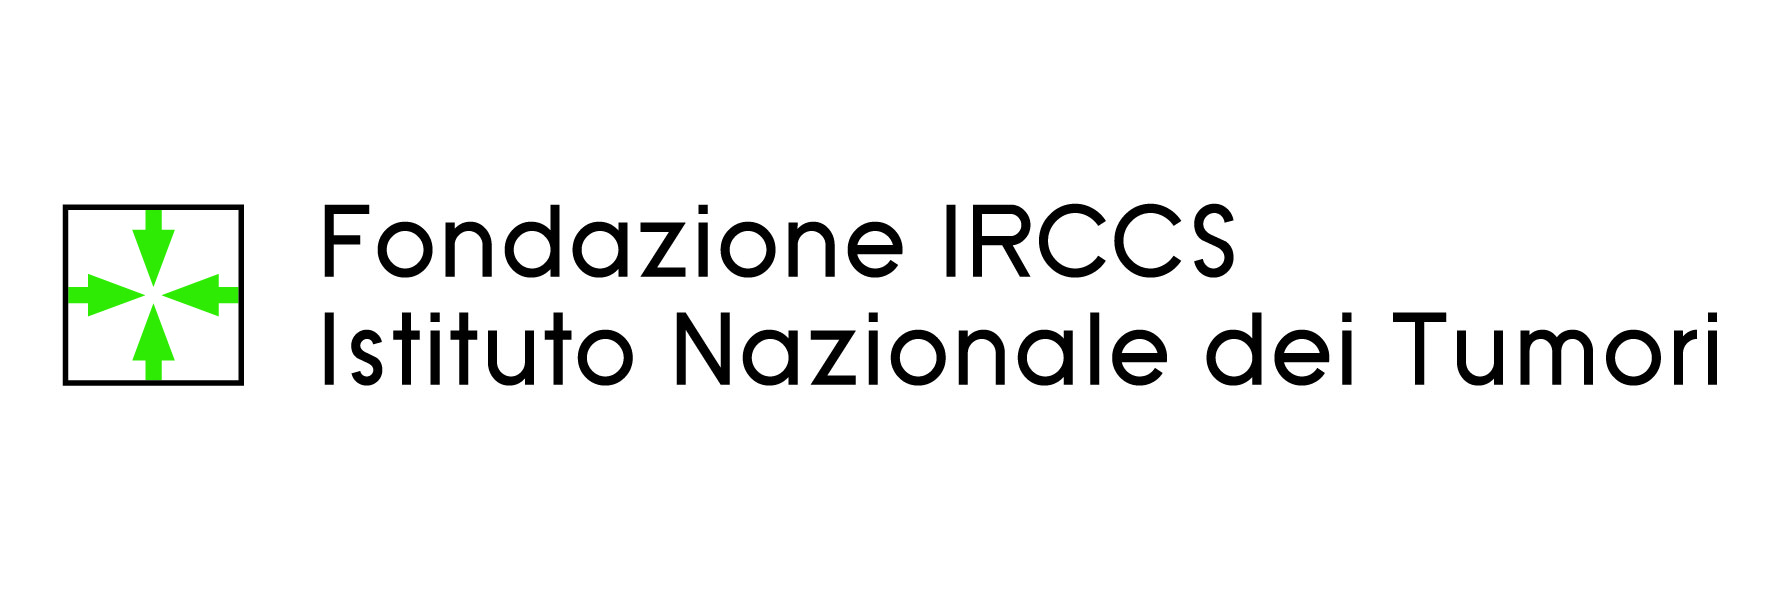 Fondazione IRCCS
Istituto Nazionale dei Tumori